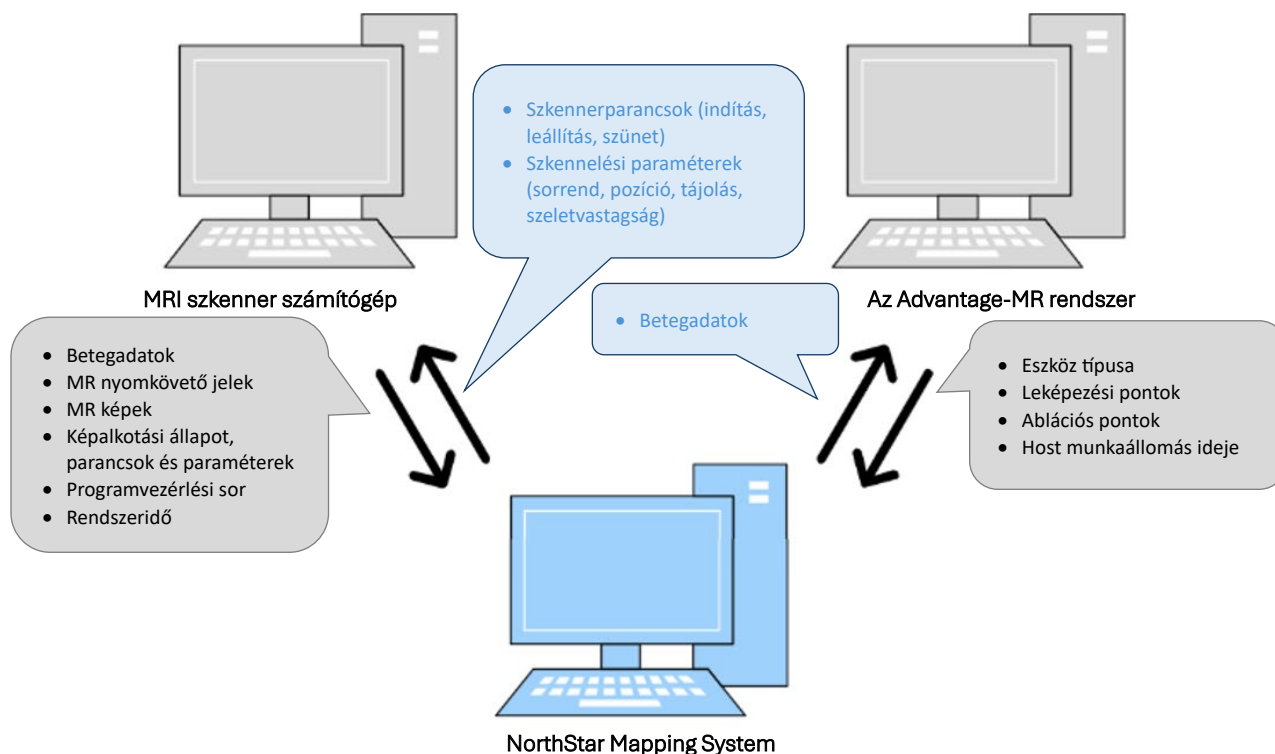 • Szkennerparancsok (indítás,
leállítás, szünet)
• Szkennelési paraméterek
(sorrend, pozíció, tájolás,
szeletvastagság)
MRI szkenner számítógép
Az Advantage-MR rendszer
• Betegadatok
• Betegadatok
• MR nyomkövető jelek
• MR képek
• Képalkotási állapot,
parancsok és paraméterek
• Programvezérlési sor
• Rendszeridő
• Eszköz típusa
• Leképezési pontok
• Ablációs pontok
• Host munkaállomás ideje
NorthStar Mapping System